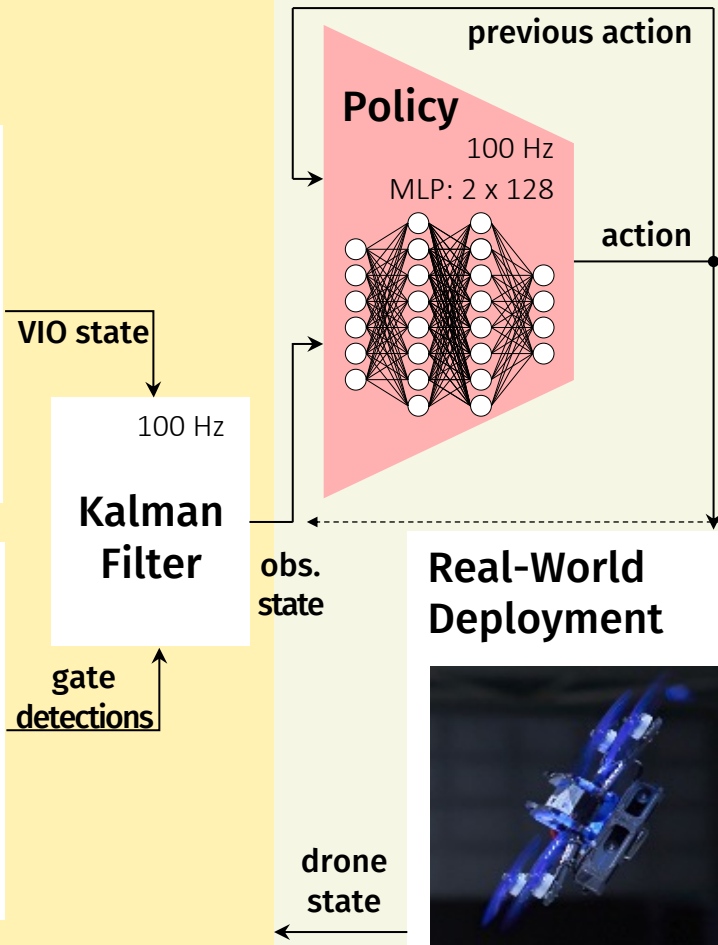 previous action
Policy
100 Hz
MLP: 2 x 128
action
VIO state
100 Hz
Kalman
Filter
obs.
state
Real-World
Deployment
gate
detections
drone
state